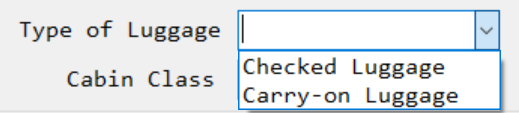 Type of Luggage
Checked Luggage
Cabin Class
Carry-on Luggage